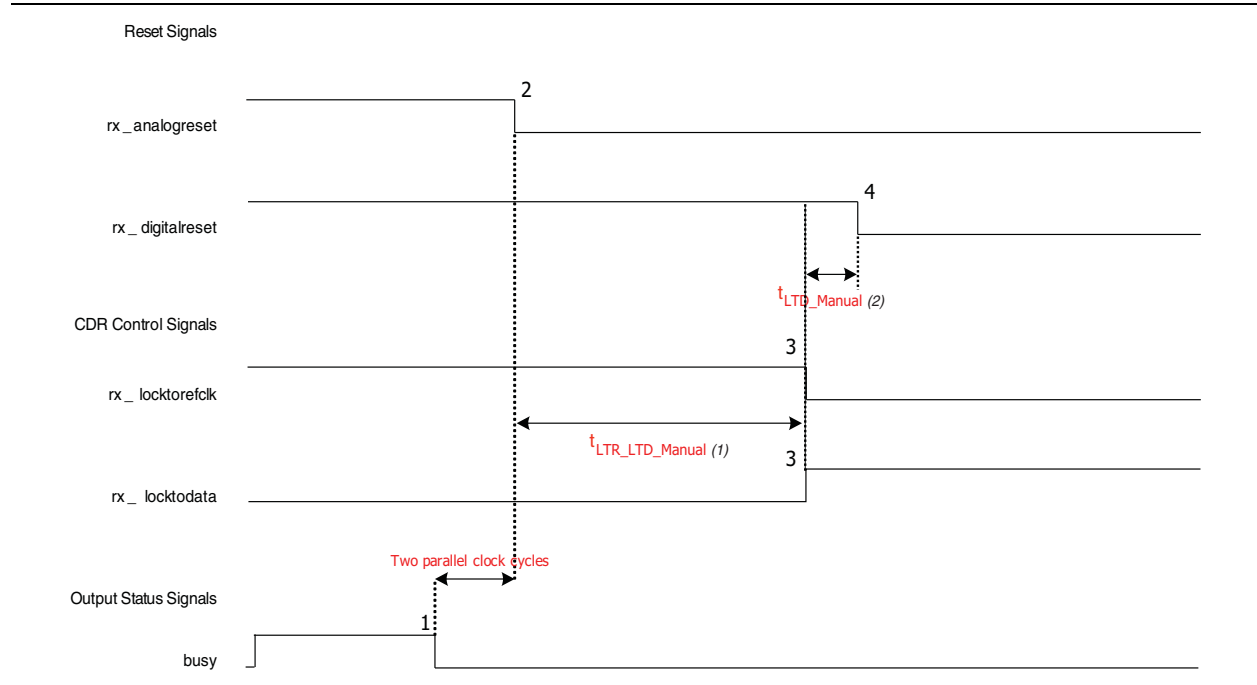 Reset Signals
2
rx _ analogreset
4
rx _ digitalreset
tLTD_Manual (2)
CDR Control Signals
3
rx _ locktorefclk
tLTR_LTD_Manual (1)
3
rx _ locktodata
Two parallel clock cycles
Output Status Signals
1
busy